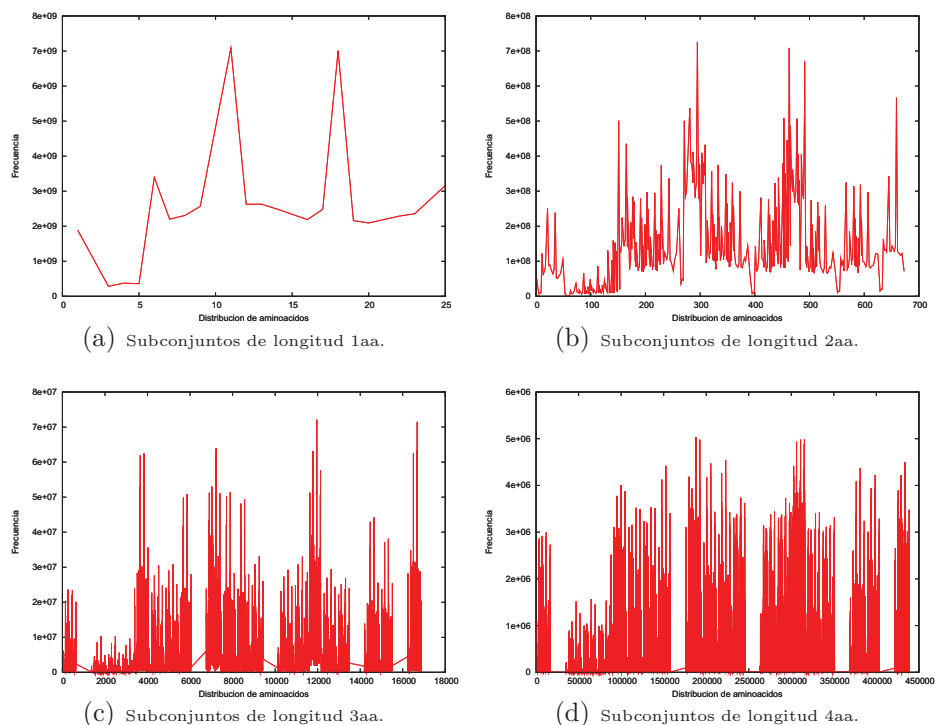 8e+09
7e+09
6e+09
5e+09
4e+09
3e+09
2e+09
1e+09
0
Frecuencia
0 5 10 15 20 25
Distribucion de aminoacidos
(a) Subconjuntos de longitud 1aa.
8e+08
7e+08
6e+08
5e+08
4e+08
3e+08
2e+08
1e+08
0
Frecuencia
0 100 200 300 400 500 600 700
Distribucion de aminoacidos
(b) Subconjuntos de longitud 2aa.
8e+07
7e+07
6e+07
5e+07
4e+07
3e+07
2e+07
1e+07
0
Frecuencia
0 2000 4000 6000 8000 10000 12000 14000 16000 18000
Distribucion de aminoacidos
(c) Subconjuntos de longitud 3aa.
6e+06
5e+06
4e+06
3e+06
2e+06
1e+06
0
Frecuencia
0 50000 100000 150000 200000 250000 300000 350000 400000 450000
Distribucion de aminoacidos
(d) Subconjuntos de longitud 4aa.